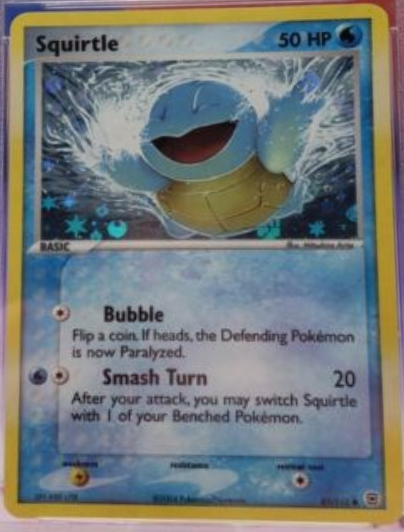 Squirtle 50 HP
BASIC
Bubble
Flip a coin. If heads, the Defending Pokémon
is now Paralyzed.
Smash Turn 20
After your attack, you may switch Squirtle
with 1 of your Benched Pokémon.
weakness resistance retreat cost